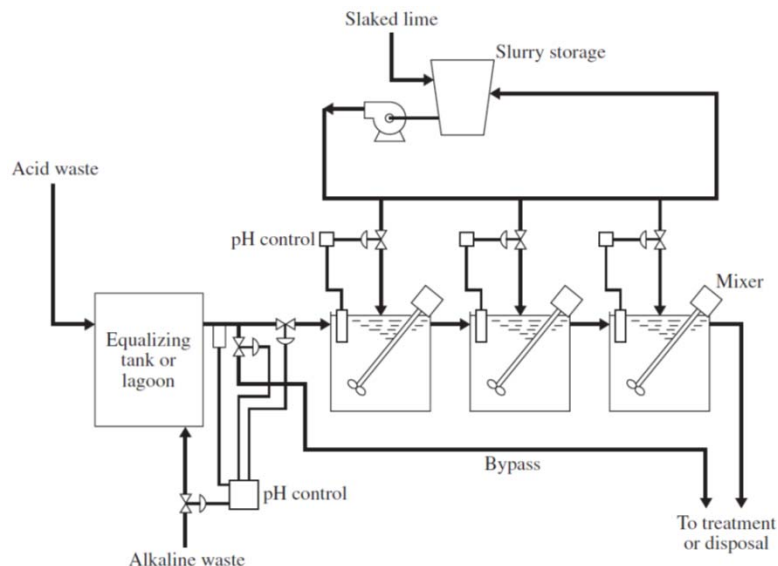 Slaked lime
Slurry storage
Acid waste
pH control
Mixer
Equalizing
tank or
lagoon
Bypass
pH control
To treatment
or disposal
Alkaline waste